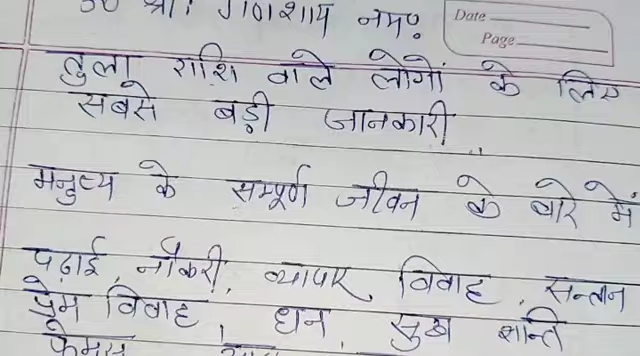 श्री गणेशाय नमः
Date
Page
तुला राशि वाले लोगों के लिए
सबसे बड़ी जानकारी
मनुष्य के सम्पूर्ण जीवन के बारे में
पढ़ाई, नौकरी, व्यापार, विवाह, सन्तान
प्रेम विवाह, धन, सुख शान्ति